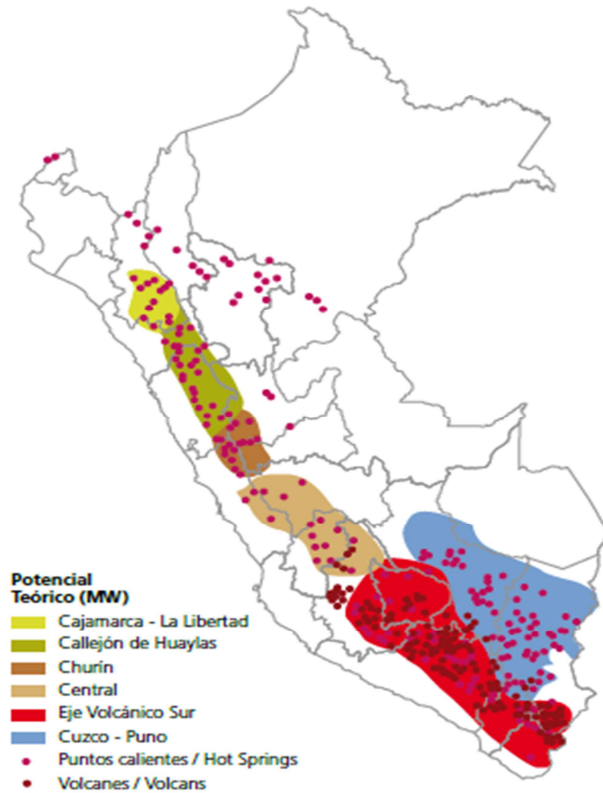 Potencial
Teórico (MW)
Cajamarca - La Libertad
Callejón de Huaylas
Churín
Central
Eje Volcánico Sur
Cuzco - Puno
Puntos calientes / Hot Springs
Volcanes / Volcans